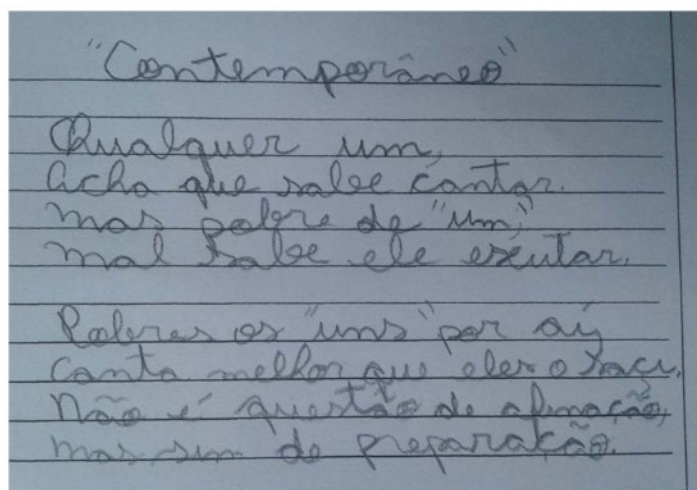 "Contemporâneo"
Qualquer um,
Acha que sabe cantar.
mas pobre de "um",
mal sabe ele escutar.
Pobres os "uns" por aí,
Canta melhor que eles o saci,
Não é questão de afinação,
mas sim de preparação.